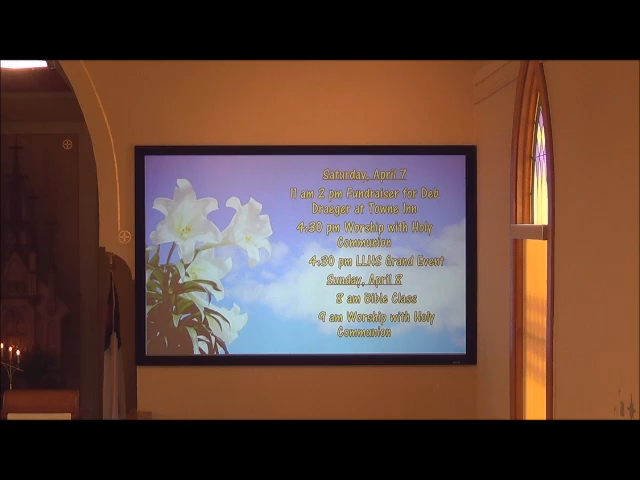 Saturday, April 7
11 am 2 pm Fundraiser for Deb
Draeger at Towne Inn
4:30 pm Worship with Holy
Communion
4:30 pm LLHS Grand Event
Sunday, April 8
8 am Bible Class
9 am Worship with Holy
Communion